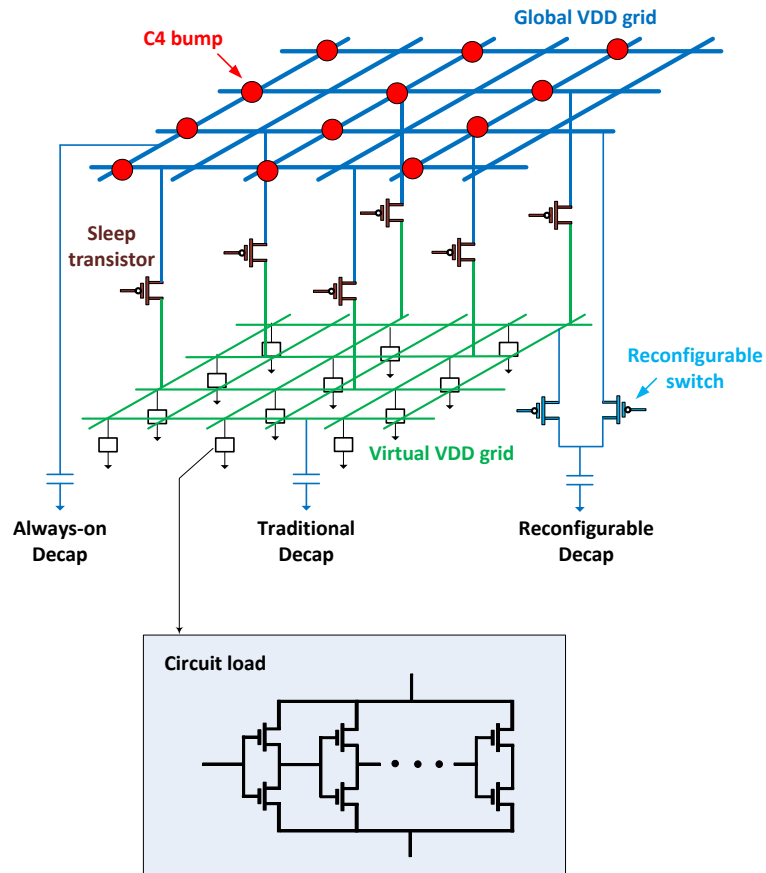 Global VDD grid
C4 bump
Sleep
transistor
Reconfigurable
switch
Virtual VDD grid
Always-on
Decap
Traditional
Decap
Reconfigurable
Decap
Circuit load